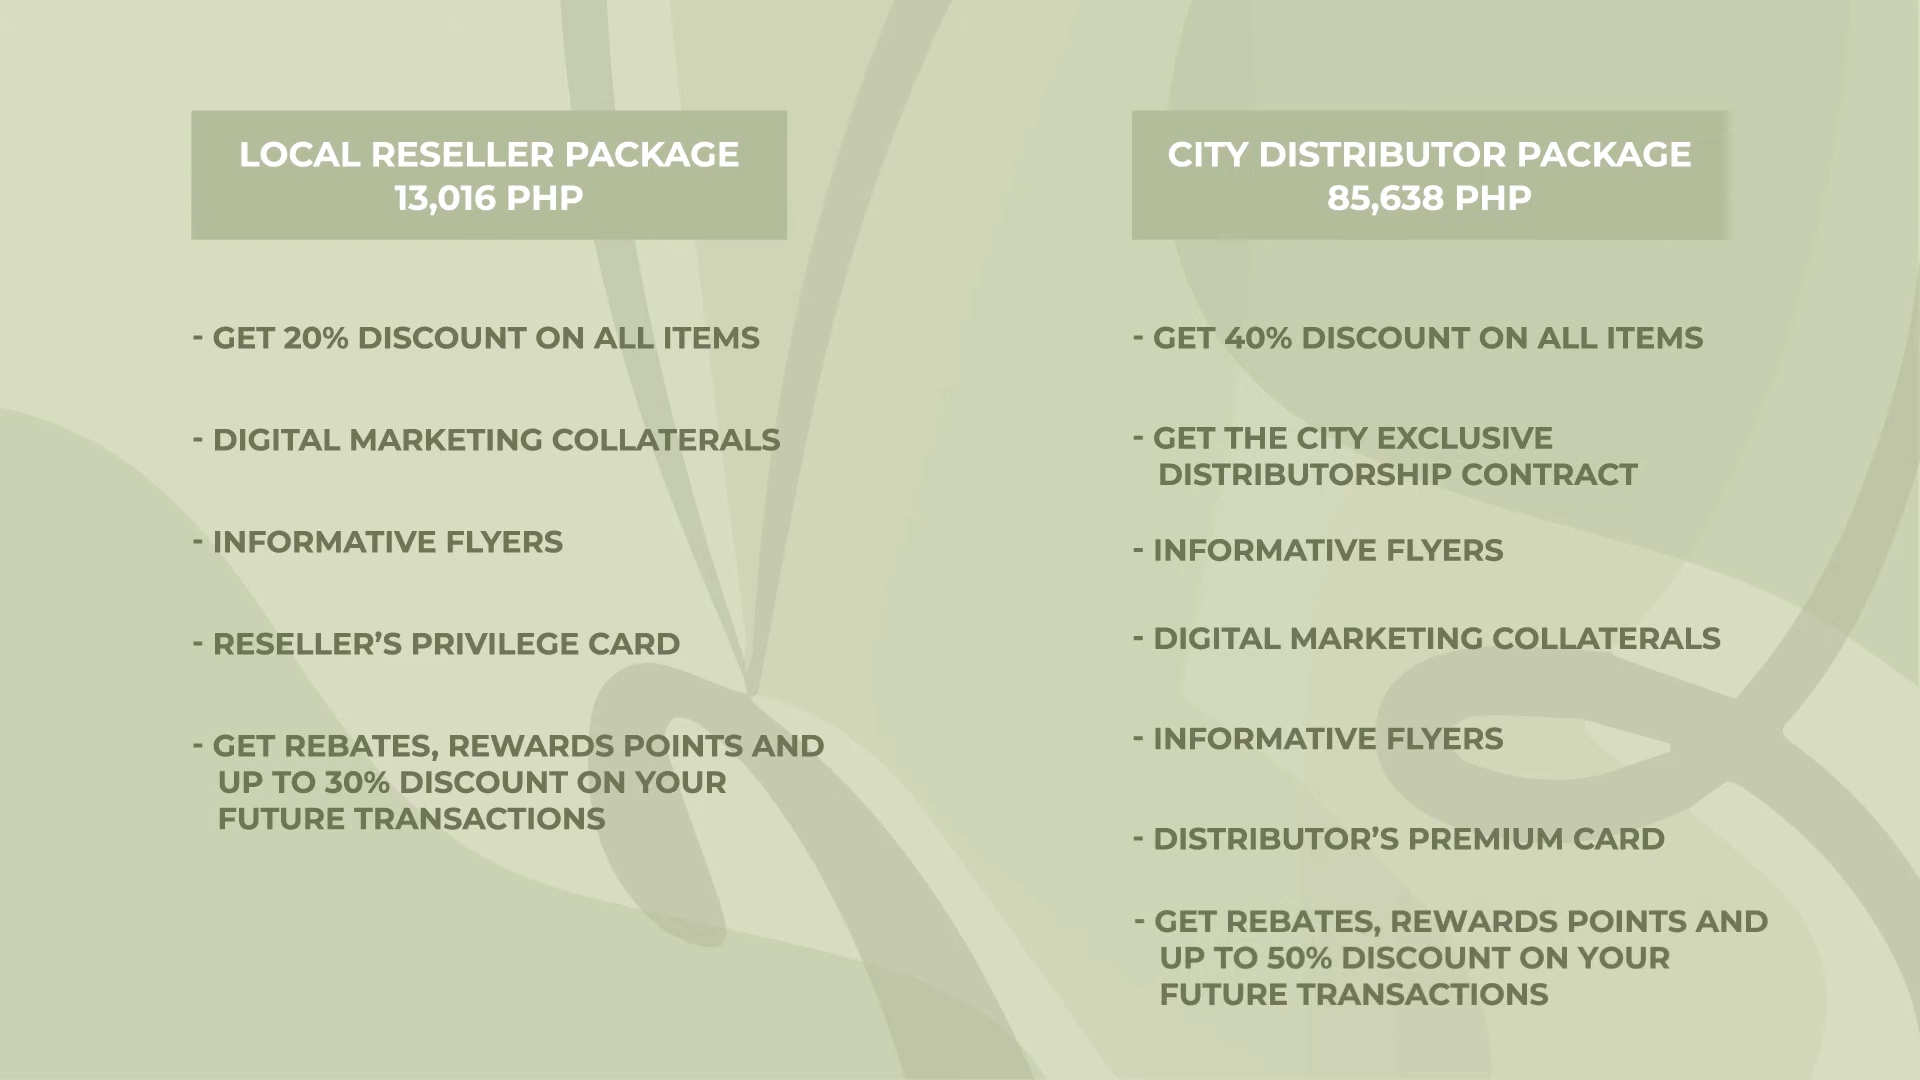 LOCAL RESELLER PACKAGE
13,016 PHP
- GET 20% DISCOUNT ON ALL ITEMS
- DIGITAL MARKETING COLLATERALS
- INFORMATIVE FLYERS
- RESELLER’S PRIVILEGE CARD
- GET REBATES, REWARDS POINTS AND
UP TO 30% DISCOUNT ON YOUR
FUTURE TRANSACTIONS
CITY DISTRIBUTOR PACKAGE
85,638 PHP
- GET 40% DISCOUNT ON ALL ITEMS
- GET THE CITY EXCLUSIVE
DISTRIBUTORSHIP CONTRACT
- INFORMATIVE FLYERS
- DIGITAL MARKETING COLLATERALS
- INFORMATIVE FLYERS
- DISTRIBUTOR’S PREMIUM CARD
- GET REBATES, REWARDS POINTS AND
UP TO 50% DISCOUNT ON YOUR
FUTURE TRANSACTIONS